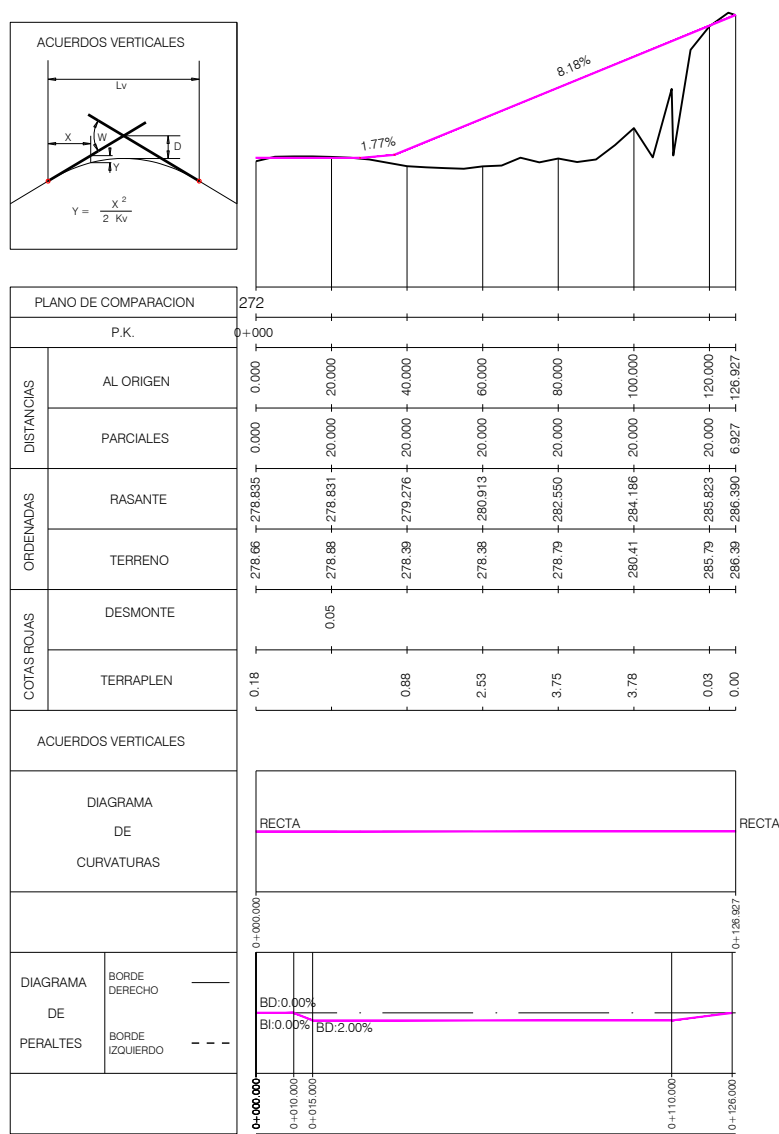 ACUERDOS VERTICALES
Lv
X
W
D
Y
Y = X 2
2 Kv
1.77%
8.18%
PLANO DE COMPARACION 272
P.K. 0+000
DISTANCIAS
AL ORIGEN 0.000 20.000 40.000 60.000 80.000 100.000 120.000 126.927
PARCIALES 0.000 20.000 20.000 20.000 20.000 20.000 20.000 6.927
ORDENADAS
RASANTE 278.835 278.831 279.276 280.913 282.550 284.186 285.823 286.390
TERRENO 278.66 278.88 278.39 278.38 278.79 280.41 285.79 286.39
COTAS ROJAS
DESMONTE 0.05
TERRAPLEN 0.18 0.88 2.53 3.75 3.78 0.03 0.00
ACUERDOS VERTICALES
DIAGRAMA
DE
CURVATURAS
RECTA
RECTA
0+000.000
0+126.927
DIAGRAMA
DE
PERALTES
BORDE
DERECHO
BORDE
IZQUIERDO
BD:0.00%
BI:0.00%
BD:2.00%
0+000.000
0+010.000
0+015.000
0+110.000
0+126.000